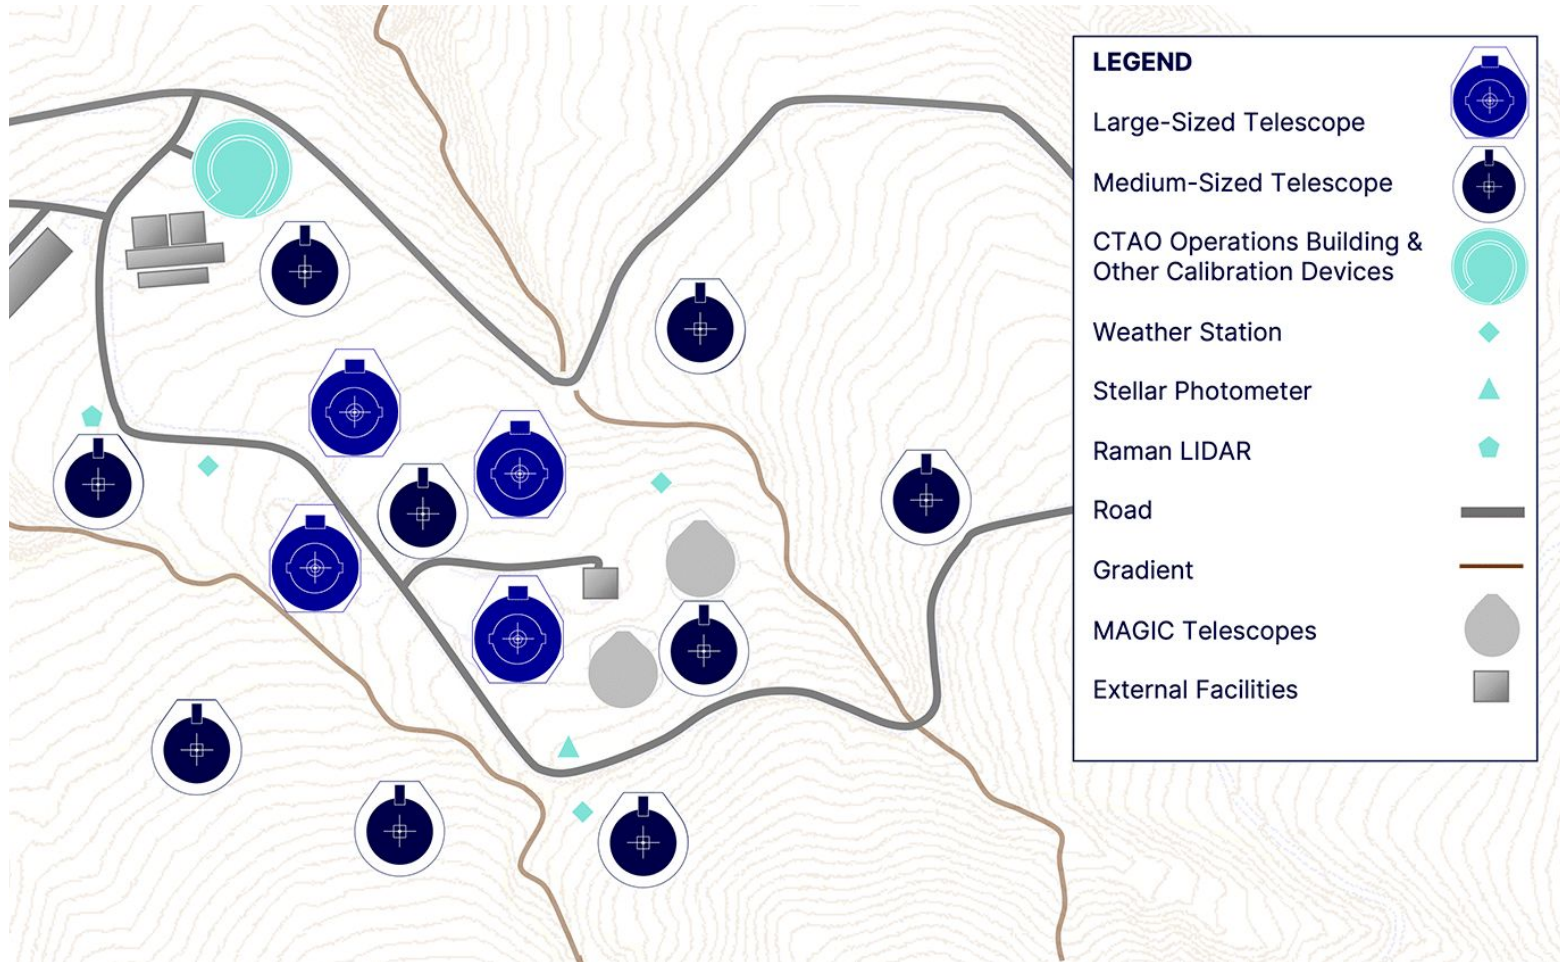 LEGEND
Large-Sized Telescope
Medium-Sized Telescope
CTAO Operations Building &
Other Calibration Devices
Weather Station
Stellar Photometer
Raman LIDAR
Road
Gradient
MAGIC Telescopes
External Facilities